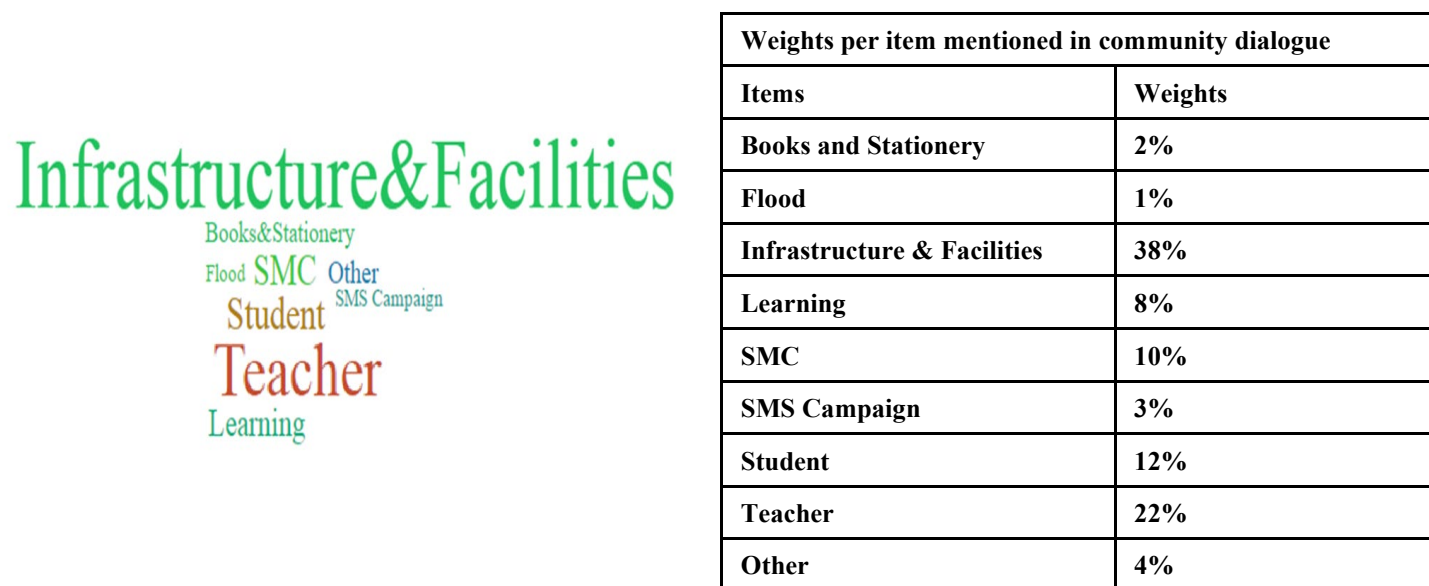 Infrastructure&Facilities
Books&Stationery
Flood SMC Other
SMS Campaign
Student
Teacher
Learning
Weights per item mentioned in community dialogue
Items Weights
Books and Stationery 2%
Flood 1%
Infrastructure & Facilities 38%
Learning 8%
SMC 10%
SMS Campaign 3%
Student 12%
Teacher 22%
Other 4%